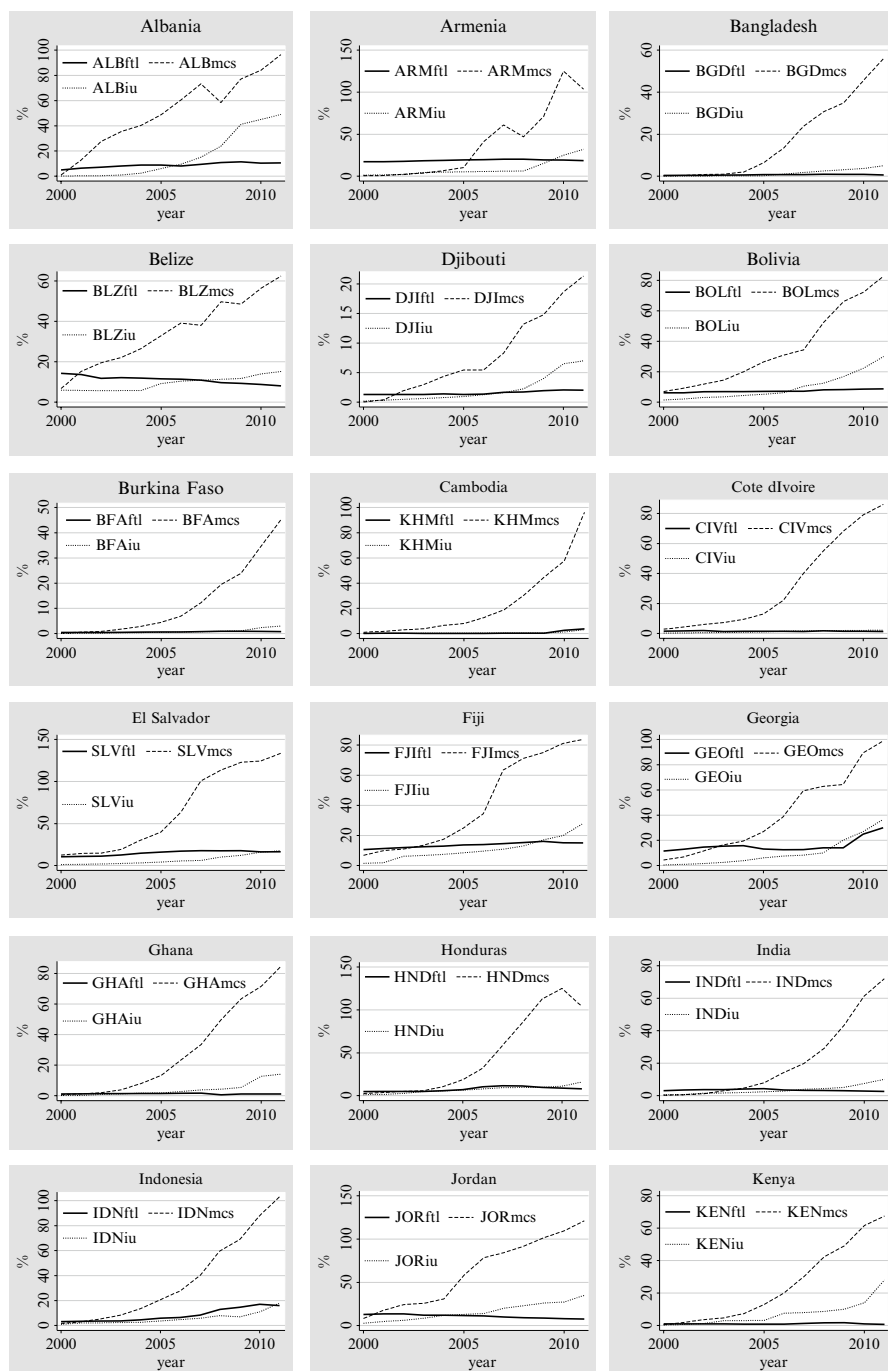 Albania
ALBftl ALBmcs
ALBiu
%
0 20 40 60 80 100
2000 2005 2010
year
Armenia
ARMftl ARMmcs
ARMiu
%
0 50 100 150
2000 2005 2010
year
Bangladesh
BGDftl BGDmcs
BGDiu
%
0 20 40 60
2000 2005 2010
year
Belize
BLZftl BLZmcs
BLZiu
%
0 20 40 60
2000 2005 2010
year
Djibouti
DJIftl DJImcs
DJIiu
%
0 5 10 15 20
2000 2005 2010
year
Bolivia
BOLftl BOLmcs
BOLiu
%
0 20 40 60 80
2000 2005 2010
year
Burkina Faso
BFAftl BFAmcs
BFAiu
%
0 10 20 30 40 50
2000 2005 2010
year
Cambodia
KHMftl KHMmcs
KHMiu
%
0 20 40 60 80 100
2000 2005 2010
year
Cote dIvoire
CIVftl CIVmcs
CIViu
%
0 20 40 60 80
2000 2005 2010
year
El Salvador
SLVftl SLVmcs
SLViu
%
0 50 100 150
2000 2005 2010
year
Fiji
FJIftl FJImcs
FJIiu
%
0 20 40 60 80
2000 2005 2010
year
Georgia
GEOftl GEOmcs
GEOiu
%
0 20 40 60 80 100
2000 2005 2010
year
Ghana
GHAftl GHAmcs
GHAiu
%
0 20 40 60 80
2000 2005 2010
year
Honduras
HNDftl HNDmcs
HNDiu
%
0 50 100 150
2000 2005 2010
year
India
INDftl INDmcs
INDiu
%
0 20 40 60 80
2000 2005 2010
year
Indonesia
IDNftl IDNmcs
IDNiu
%
0 20 40 60 80 100
2000 2005 2010
year
Jordan
JORftl JORmcs
JORiu
%
0 50 100 150
2000 2005 2010
year
Kenya
KENftl KENmcs
KENiu
%
0 20 40 60 80
2000 2005 2010
year